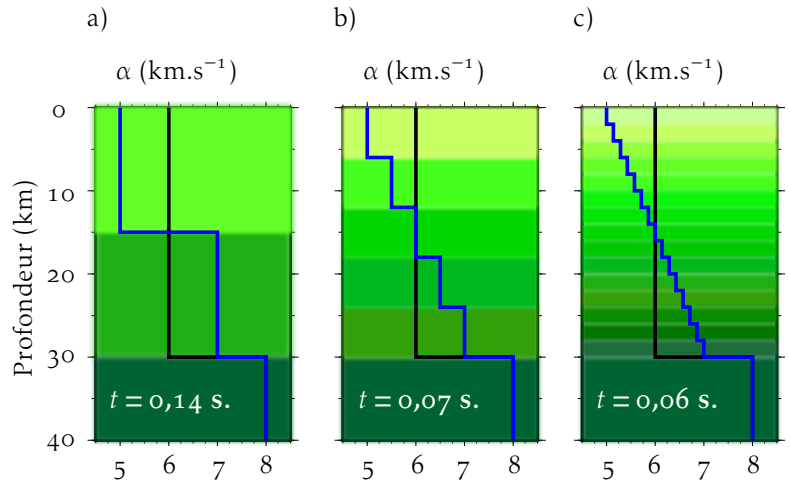 a) b) c)
α (km.s⁻¹) α (km.s⁻¹) α (km.s⁻¹)
Profondeur (km)
0
10
20
30
40
t = 0,14 s. t = 0,07 s. t = 0,06 s.
5 6 7 8 5 6 7 8 5 6 7 8